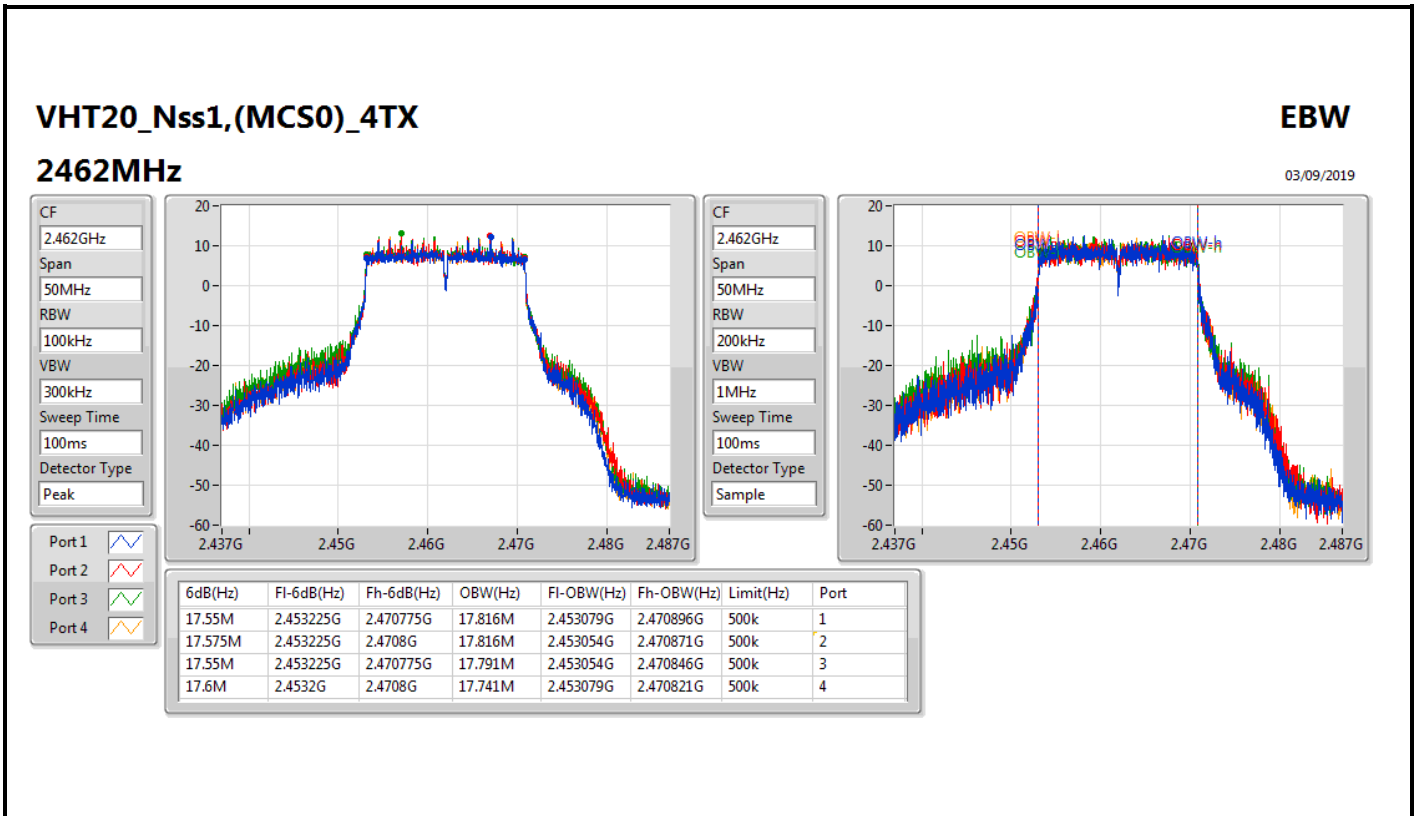 VHT20_Nss1,(MCS0)_4TX
EBW
2462MHz
03/09/2019
CF
2.462GHz
Span
50MHz
RBW
100kHz
VBW
300kHz
Sweep Time
100ms
Detector Type
Peak
20
10
0
-10
-20
-30
-40
-50
-60
2.437G 2.45G 2.46G 2.47G 2.48G 2.487G
CF
2.462GHz
Span
50MHz
RBW
200kHz
VBW
1MHz
Sweep Time
100ms
Detector Type
Sample
20
10
0
-10
-20
-30
-40
-50
-60
OBW-h
2.437G 2.45G 2.46G 2.47G 2.48G 2.487G
Port 1
Port 2
Port 3
Port 4
6dB(Hz) Fl-6dB(Hz) Fh-6dB(Hz) OBW(Hz) Fl-OBW(Hz) Fh-OBW(Hz) Limit(Hz) Port
17.55M 2.453225G 2.470775G 17.816M 2.453079G 2.470896G 500k 1
17.575M 2.453225G 2.4708G 17.816M 2.453054G 2.470871G 500k 2
17.55M 2.453225G 2.470775G 17.791M 2.453054G 2.470846G 500k 3
17.6M 2.4532G 2.4708G 17.741M 2.453079G 2.470821G 500k 4